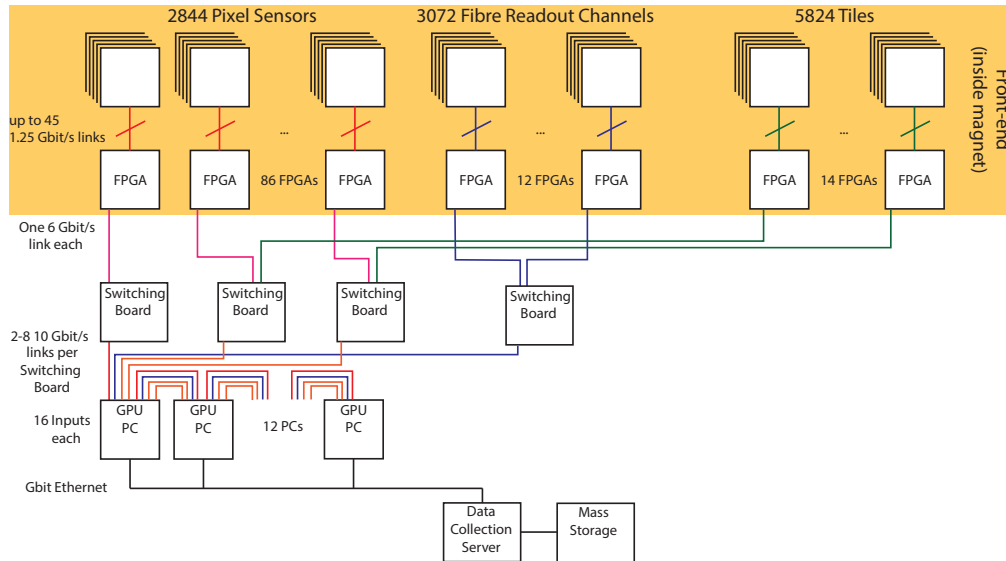 2844 Pixel Sensors
3072 Fibre Readout Channels
5824 Tiles
Front-end
(inside magnet)
up to 45
1.25 Gbit/s links
...
...
...
FPGA
FPGA
86 FPGAs
FPGA
FPGA
12 FPGAs
FPGA
FPGA
14 FPGAs
FPGA
One 6 Gbit/s
link each
Switching
Board
Switching
Board
Switching
Board
Switching
Board
2-8 10 Gbit/s
links per
Switching
Board
16 Inputs
each
GPU
PC
GPU
PC
12 PCs
GPU
PC
Gbit Ethernet
Data
Collection
Server
Mass
Storage